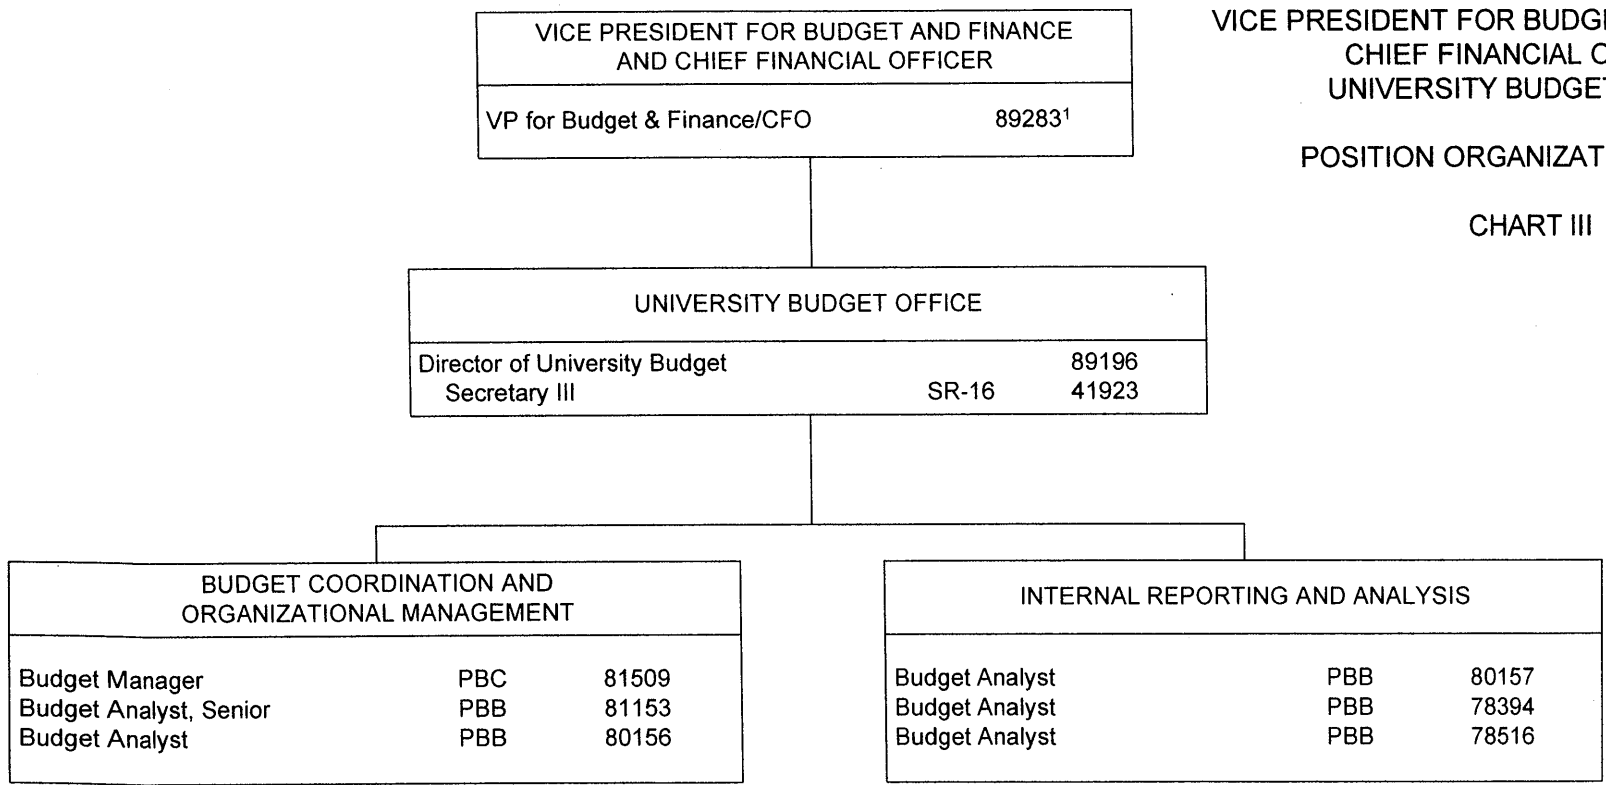 VICE PRESIDENT FOR BUDGET AND FINANCE
AND CHIEF FINANCIAL OFFICER
VP for Budget & Finance/CFO 89283¹
VICE PRESIDENT FOR BUDG
CHIEF FINANCIAL
UNIVERSITY BUDGET
POSITION ORGANIZAT
CHART III
UNIVERSITY BUDGET OFFICE
Director of University Budget 89196
Secretary III SR-16 41923
BUDGET COORDINATION AND
ORGANIZATIONAL MANAGEMENT
Budget Manager PBC 81509
Budget Analyst, Senior PBB 81153
Budget Analyst PBB 80156
INTERNAL REPORTING AND ANALYSIS
Budget Analyst PBB 80157
Budget Analyst PBB 78394
Budget Analyst PBB 78516